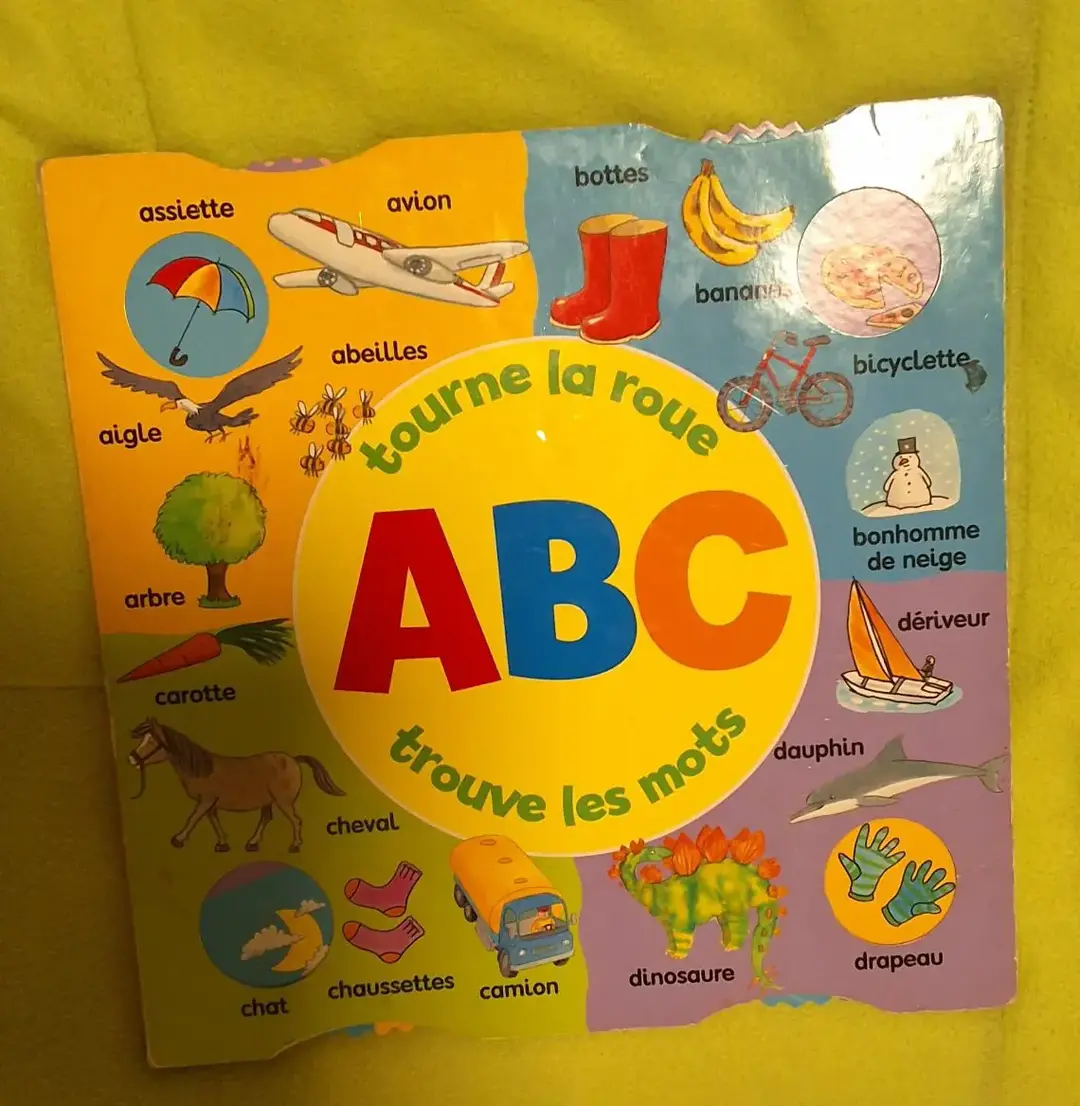 assiette
avion
abeilles
aigle
arbre
bottes
bananes
bicyclette
bonhomme
de neige
tourne la roue
ABC
trouve les mots
carotte
cheval
chat
chaussettes
camion
dériveur
dauphin
dinosaure
drapeau